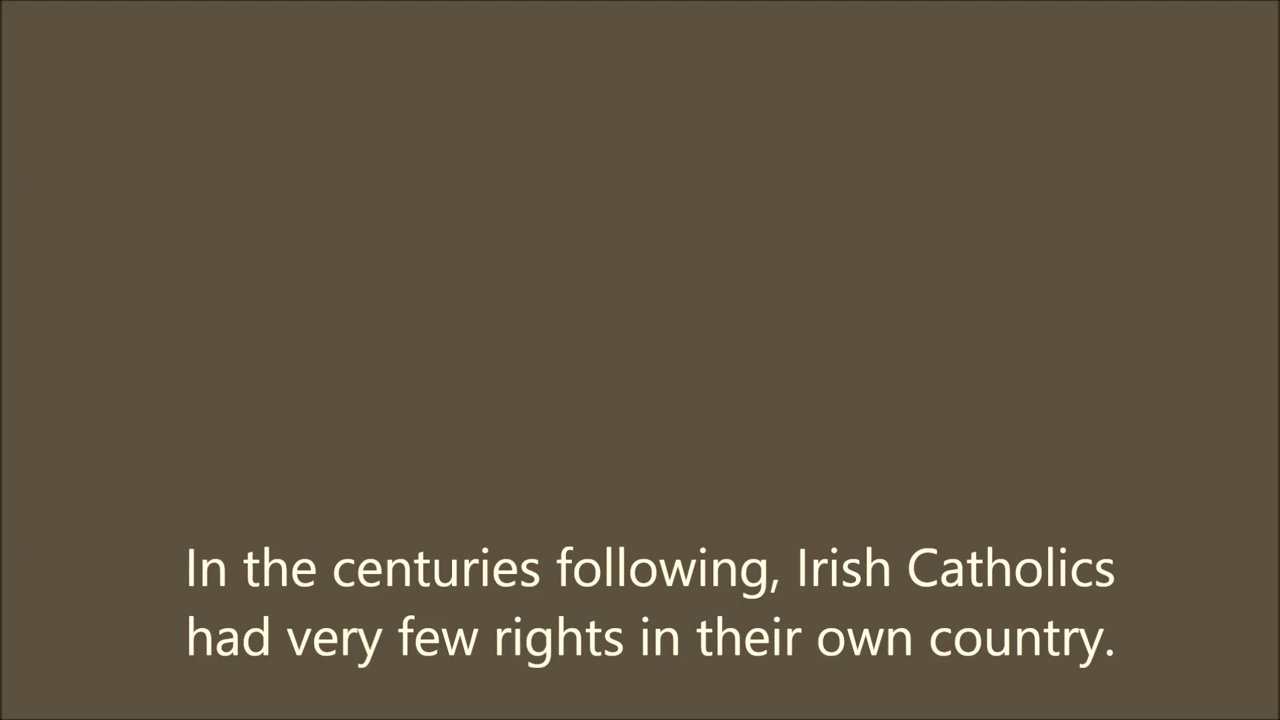 In the centuries following, Irish Catholics
had very few rights in their own country.